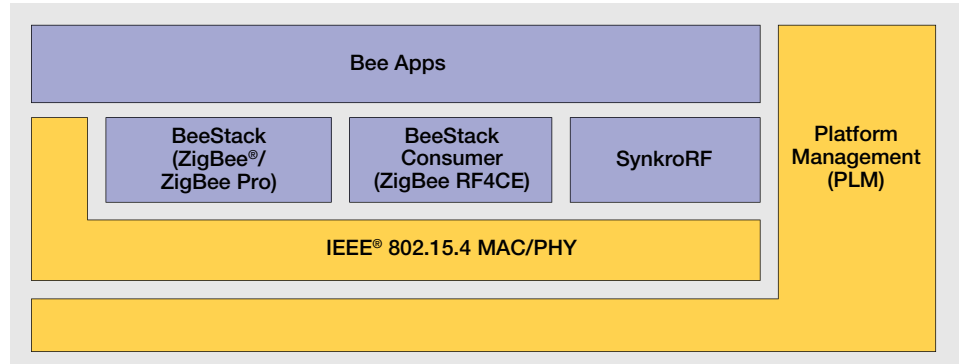 Bee Apps
BeeStack
(ZigBee®/
ZigBee Pro)
BeeStack
Consumer
(ZigBee RF4CE)
SynkroRF
Platform
Management
(PLM)
IEEE® 802.15.4 MAC/PHY